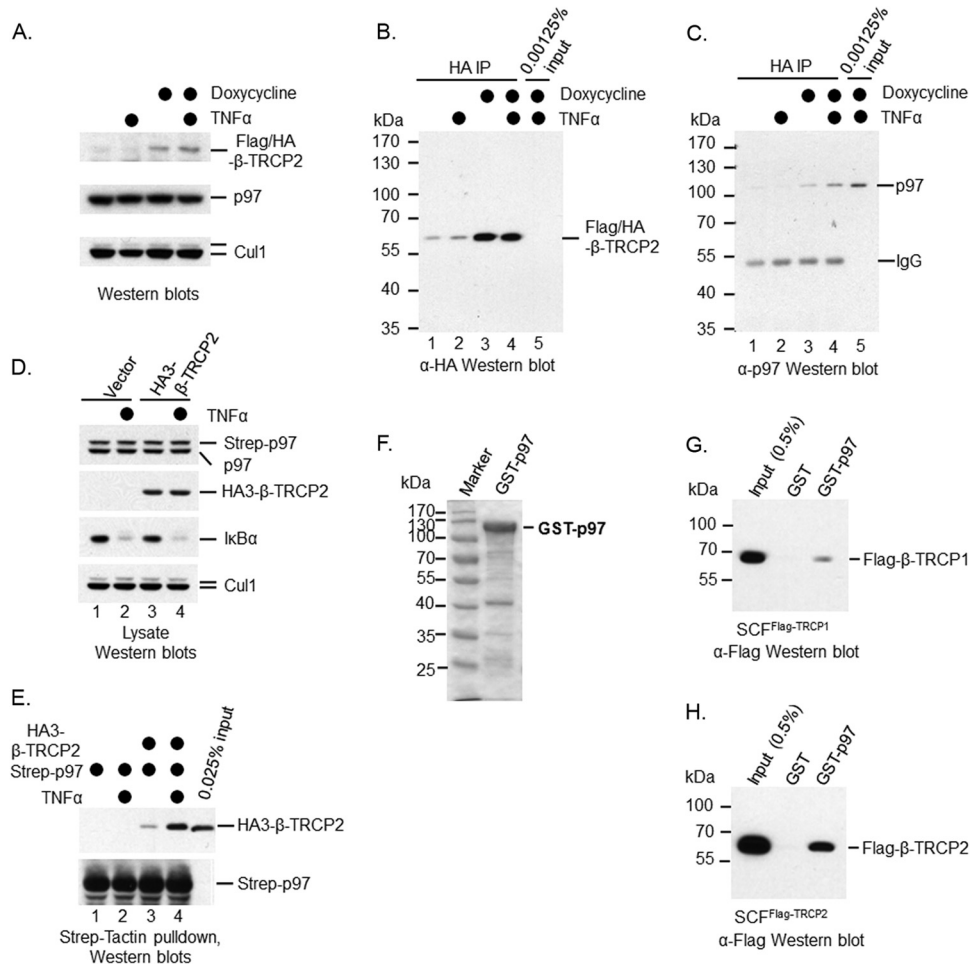 A.
Doxycycline
TNFα
Flag/HA
-β-TRCP2
p97
Cul1
Western blots
B.
0.00125%
input
HA IP
Doxycycline
TNFα
kDa
170
130
100
70
55
40
35
Flag/HA
-β-TRCP2
1 2 3 4 5
α-HA Western blot
C.
0.00125%
input
HA IP
Doxycycline
TNFα
kDa
170
130
100
70
55
40
35
p97
IgG
1 2 3 4 5
α-p97 Western blot
D.
Vector
HA3-
β-TRCP2
TNFα
Strep-p97
p97
HA3-β-TRCP2
IκBα
Cul1
1 2 3 4
Lysate
Western blots
E.
HA3-
β-TRCP2
Strep-p97
TNFα
0.025% input
HA3-β-TRCP2
Strep-p97
1 2 3 4
Strep-Tactin pulldown,
Western blots
F.
Marker
GST-p97
kDa
170
130
100
70
55
40
35
25
GST-p97
G.
Input (0.5%)
GST
GST-p97
kDa
100
70
55
Flag-β-TRCP1
SCFFlag-TRCP1
α-Flag Western blot
H.
Input (0.5%)
GST
GST-p97
kDa
100
70
55
Flag-β-TRCP2
SCFFlag-TRCP2
α-Flag Western blot